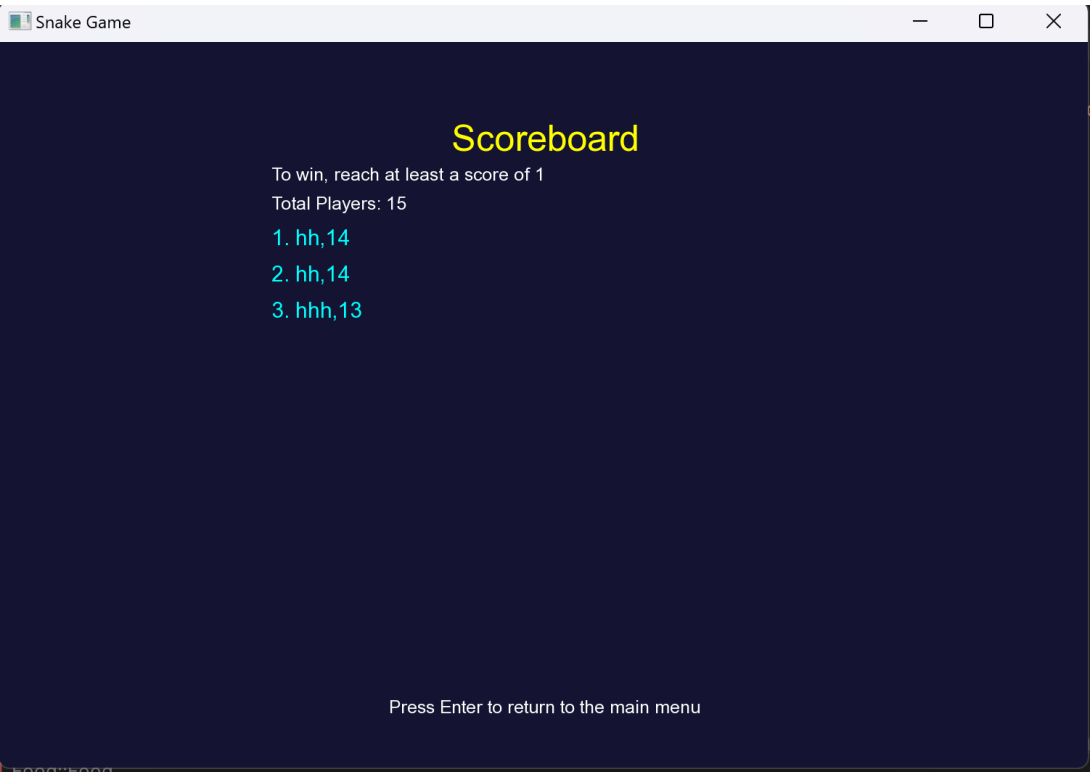 Snake Game
Scoreboard
To win, reach at least a score of 1
Total Players: 15
1. hh,14
2. hh,14
3. hhh,13
Press Enter to return to the main menu